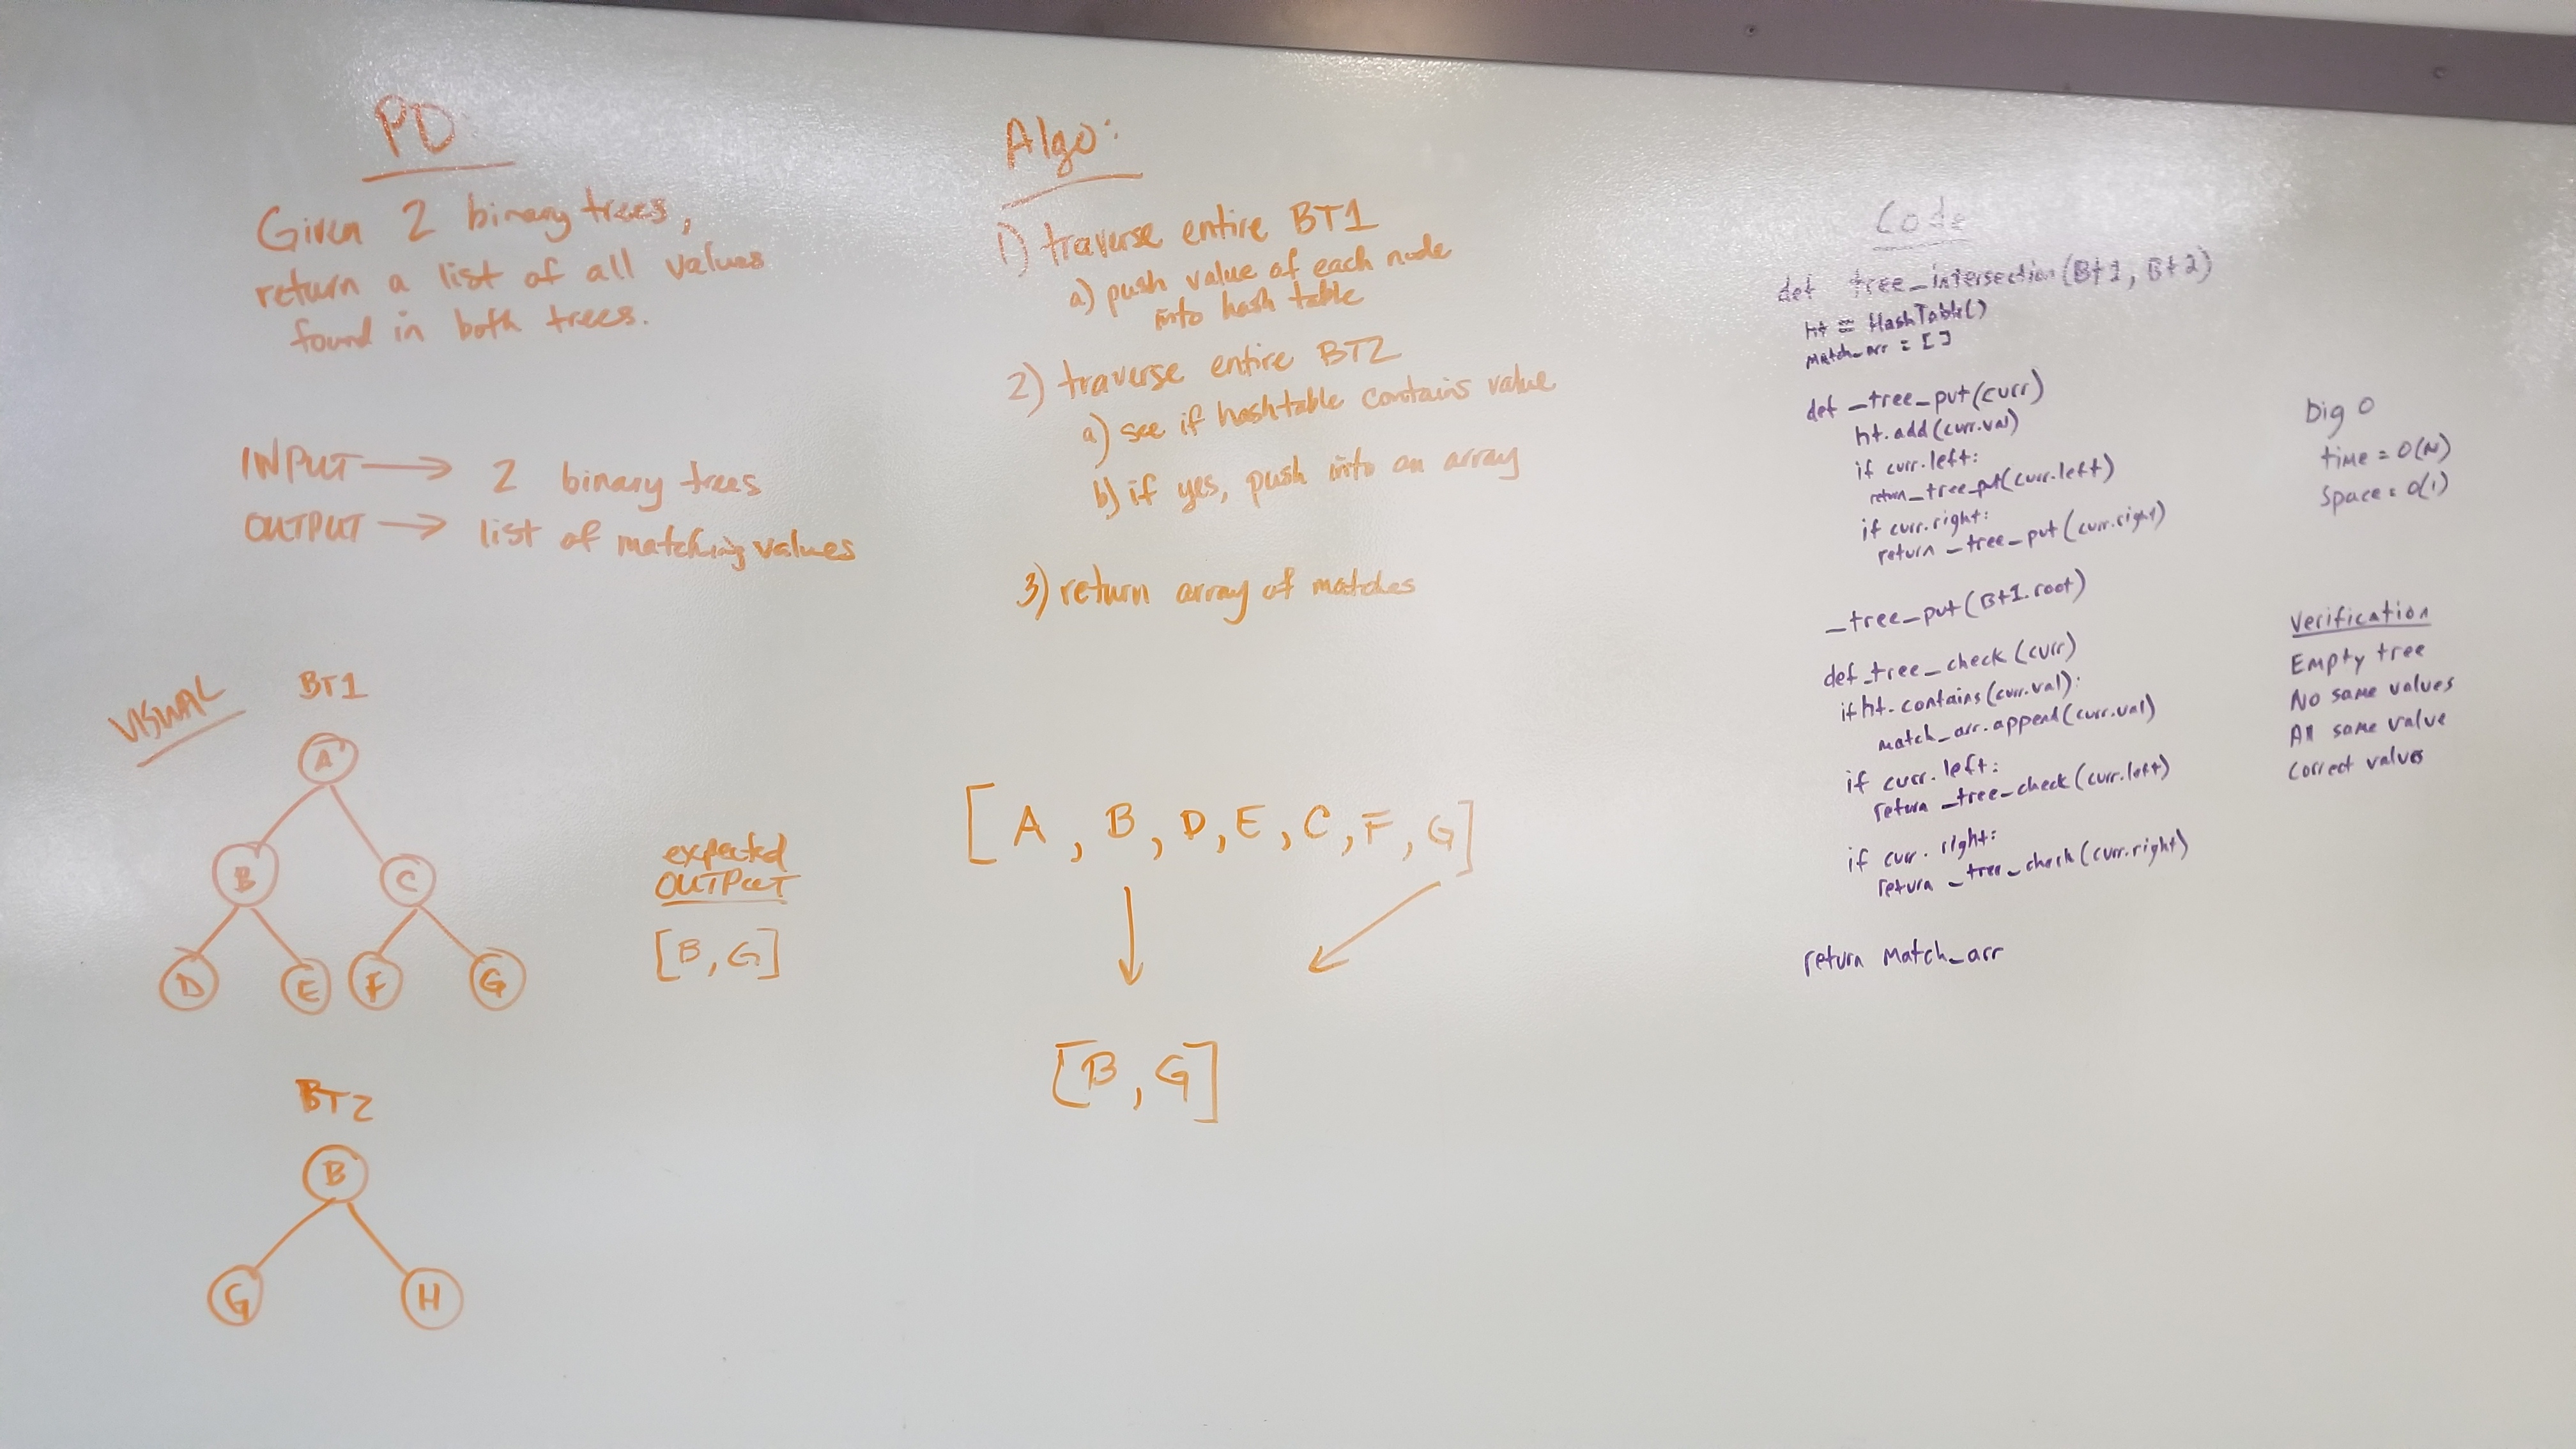 PD:
Given 2 binary trees,
return a list of all values
found in both trees.
INPUT → 2 binary trees
OUTPUT → list of matching values
VISUAL
BT1
A
B C
D E F G
expected
OUTPUT
[B, G]
BT2
B
G H
Algo:
1) traverse entire BT1
a) push value of each node
into hash table
2) traverse entire BT2
a) see if hashtable contains value
b) if yes, push into an array
3) return array of matches
[A, B, D, E, C, F, G]
[B, G]
Code
def tree_intersection(Bt1, Bt2)
ht = HashTable()
match_arr = []
def _tree_put(curr)
ht.add(curr.val)
if curr.left:
return _tree_put(curr.left)
if curr.right:
return _tree_put(curr.right)
_tree_put(Bt1.root)
def _tree_check(curr)
if ht.contains(curr.val):
match_arr.append(curr.val)
if curr.left:
return _tree_check(curr.left)
if curr.right:
return _tree_check(curr.right)
return match_arr
big O
time = O(N)
space = O(1)
Verification
Empty tree
No same values
All same value
correct values